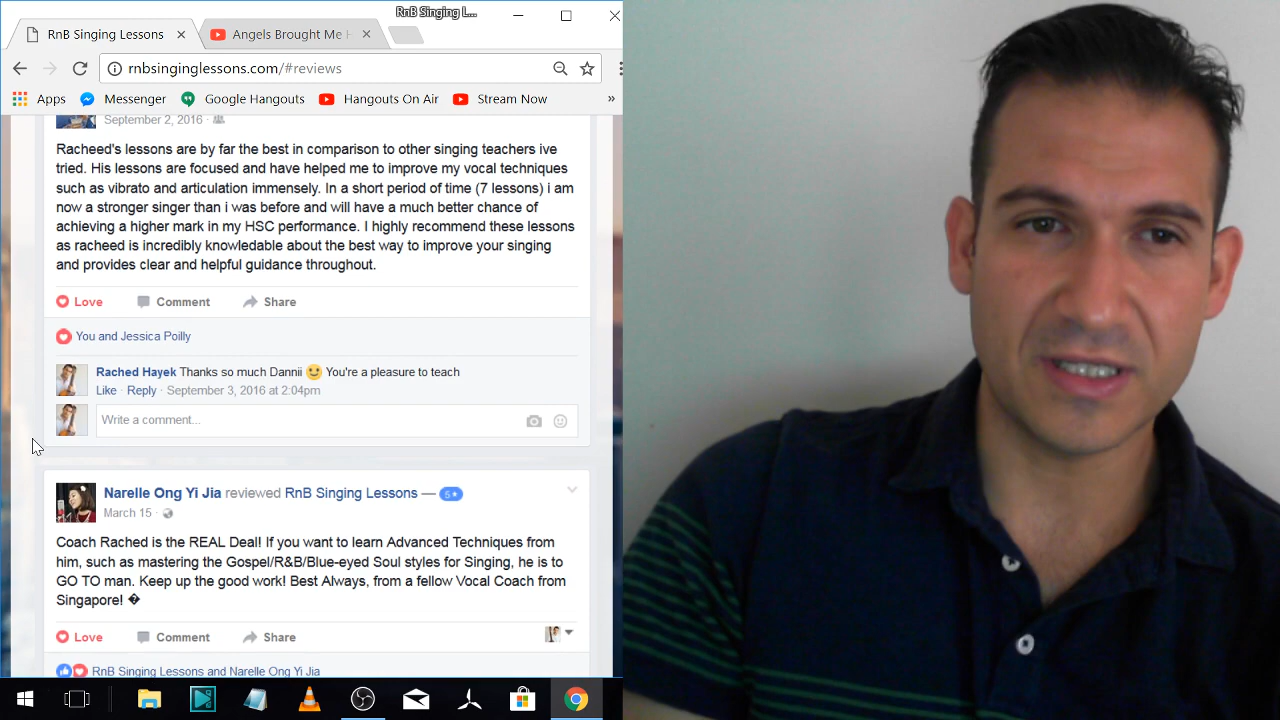 RnB Singing L...
RnB Singing Lessons
Angels Brought Me H
rnbsinginglessons.com/#reviews
Apps Messenger Google Hangouts Hangouts On Air Stream Now »
September 2, 2016 ·
Racheed's lessons are by far the best in comparison to other singing teachers ive
tried. His lessons are focused and have helped me to improve my vocal techniques
such as vibrato and articulation immensely. In a short period of time (7 lessons) i am
now a stronger singer than i was before and will have a much better chance of
achieving a higher mark in my HSC performance. I highly recommend these lessons
as racheed is incredibly knowledable about the best way to improve your singing
and provides clear and helpful guidance throughout.
Love Comment Share
You and Jessica Poilly
Rached Hayek Thanks so much Dannii 😉 You're a pleasure to teach
Like · Reply · September 3, 2016 at 2:04pm
Write a comment...
Narelle Ong Yi Jia reviewed RnB Singing Lessons — 5★
March 15 ·
Coach Rached is the REAL Deal! If you want to learn Advanced Techniques from
him, such as mastering the Gospel/R&B/Blue-eyed Soul styles for Singing, he is to
GO TO man. Keep up the good work! Best Always, from a fellow Vocal Coach from
Singapore! �
Love Comment Share
RnB Singing Lessons and Narelle Ong Yi Jia